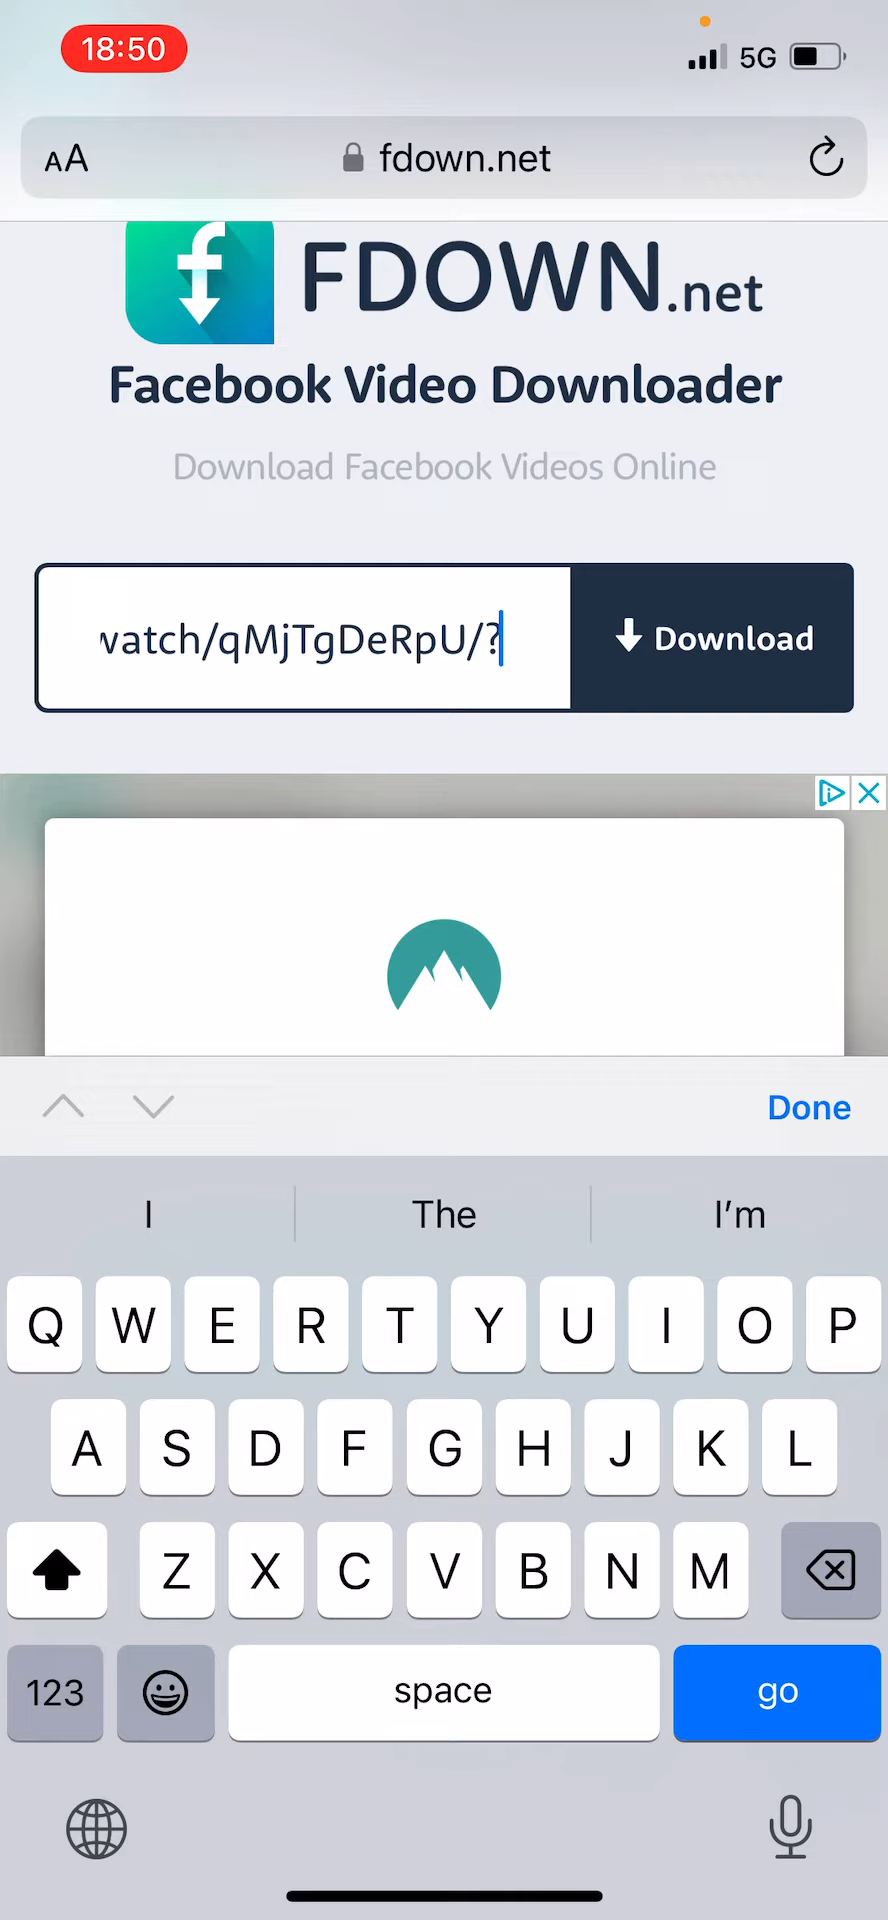 18:50
5G
AA
fdown.net
FDOWN.net
Facebook Video Downloader
Download Facebook Videos Online
watch/qMjTgDeRpU/?
Download
Done
I
The
I'm
Q W E R T Y U I O P
A S D F G H J K L
Z X C V B N M
123
space
go